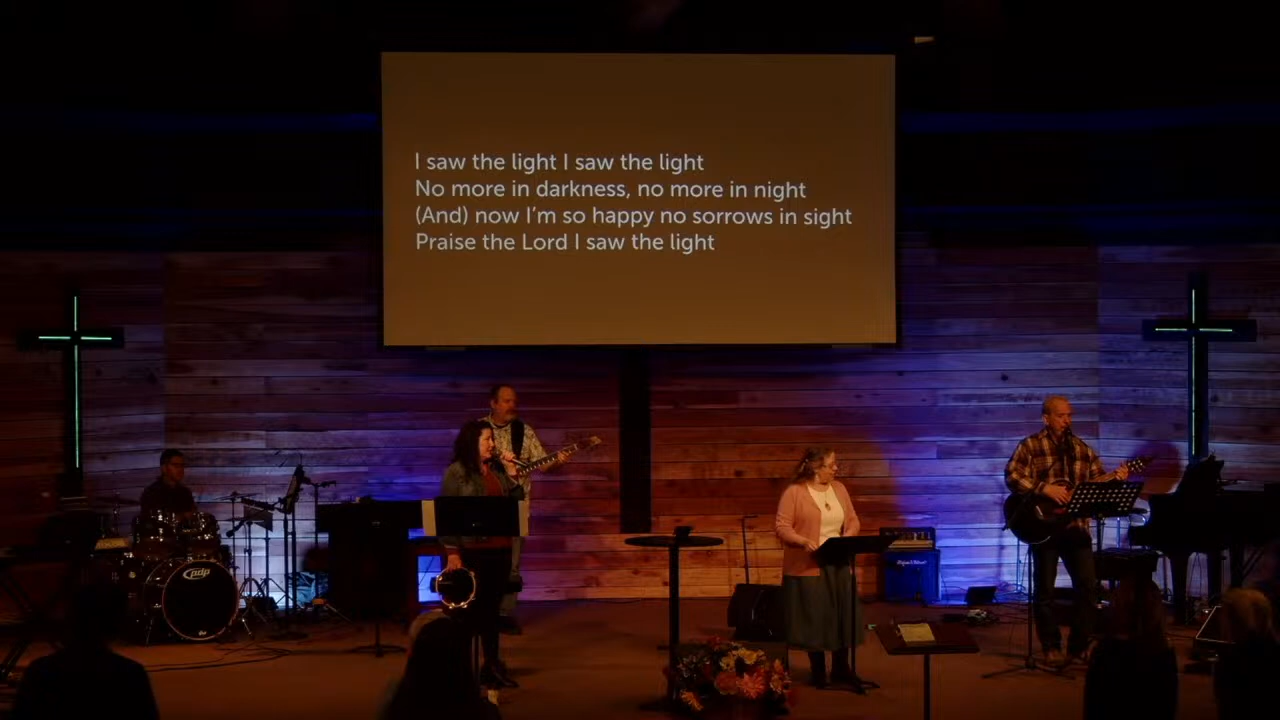 I saw the light I saw the light
No more in darkness, no more in night
(And) now I'm so happy no sorrows in sight
Praise the Lord I saw the light
pdp